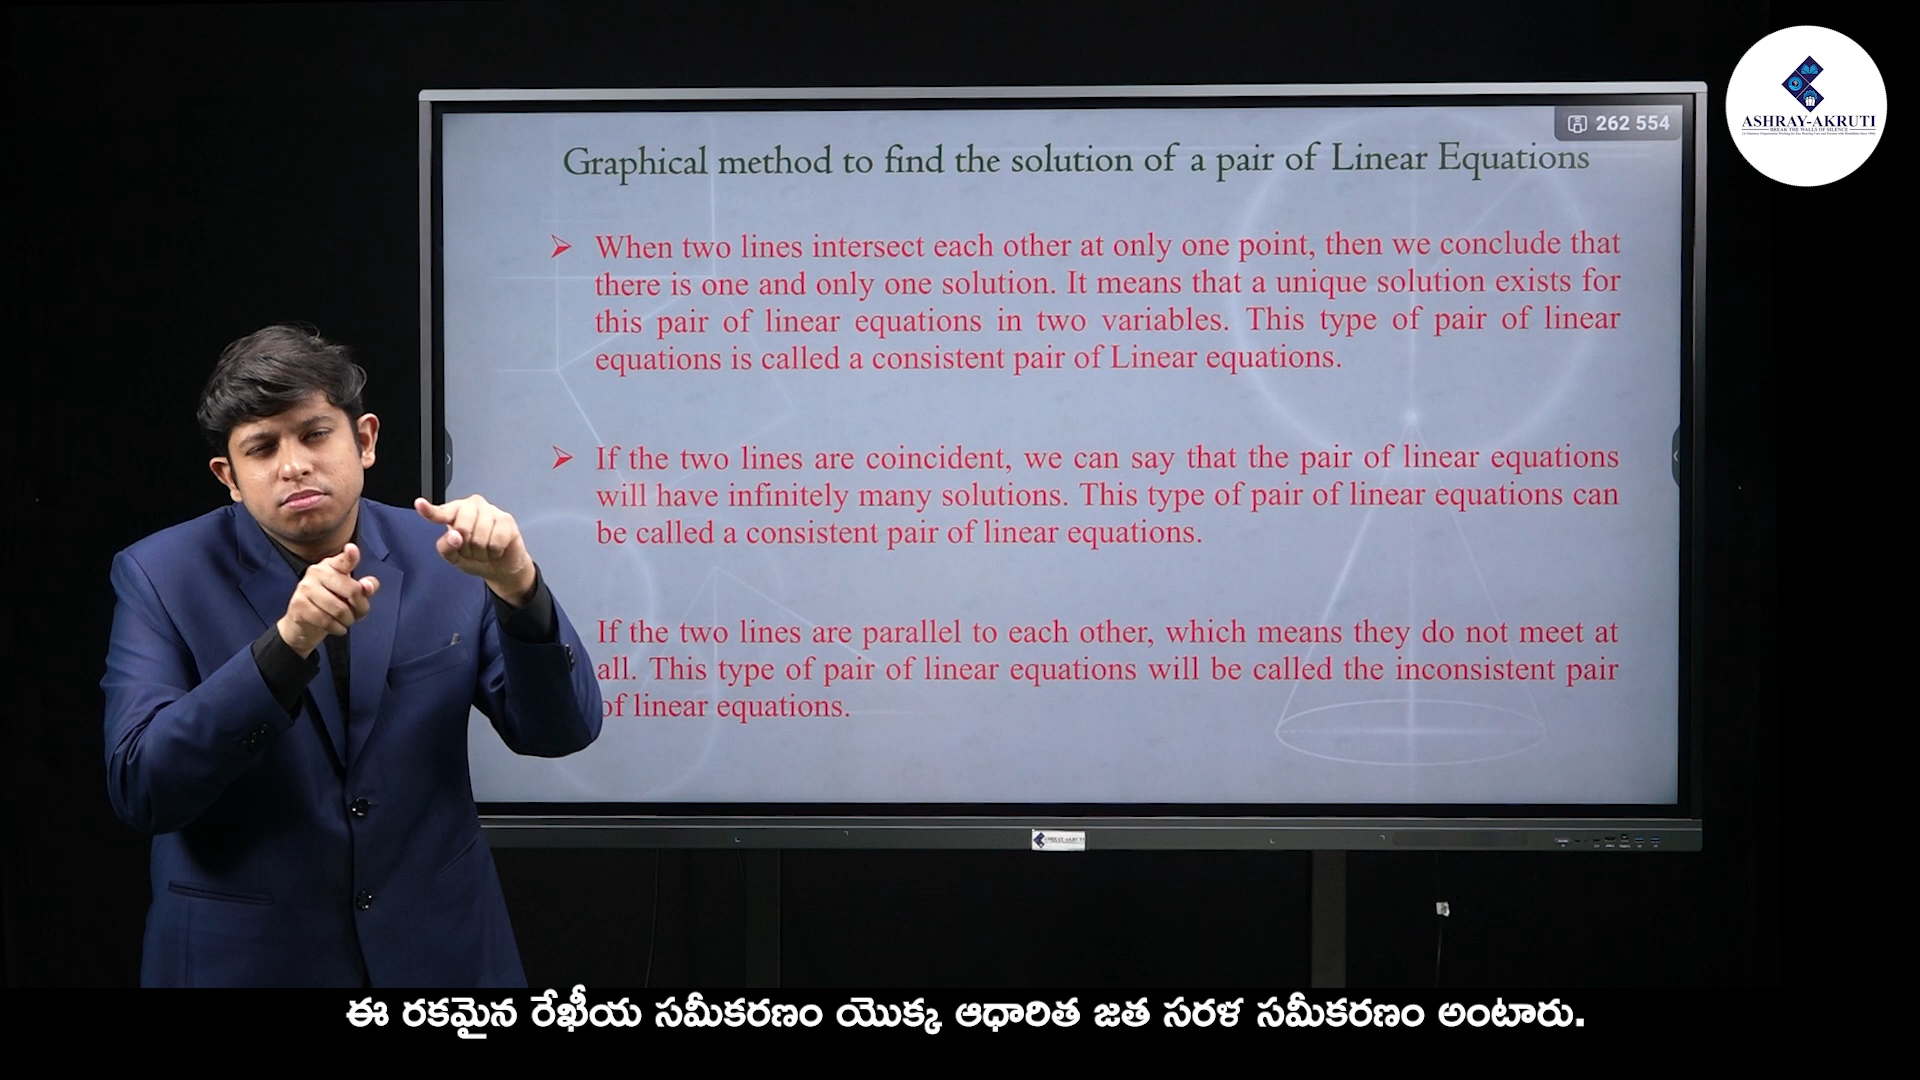 262 554
ASHRAY-AKRUTI
BREAK THE WALLS OF SILENCE
Graphical method to find the solution of a pair of Linear Equations
➢ When two lines intersect each other at only one point, then we conclude that
there is one and only one solution. It means that a unique solution exists for
this pair of linear equations in two variables. This type of pair of linear
equations is called a consistent pair of Linear equations.
➢ If the two lines are coincident, we can say that the pair of linear equations
will have infinitely many solutions. This type of pair of linear equations can
be called a consistent pair of linear equations.
If the two lines are parallel to each other, which means they do not meet at
all. This type of pair of linear equations will be called the inconsistent pair
of linear equations.
ASHRAY-AKRUTI
ఈ రకమైన రేఖీయ సమీకరణం యొక్క ఆధారిత జత సరళ సమీకరణం అంటారు.